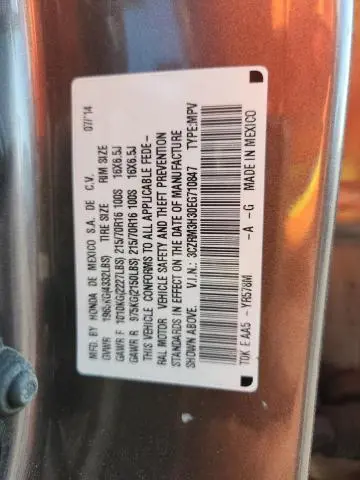 MFD BY HONDA DE MEXICO S.A. DE C.V. 07/'14
GVWR 1965KG(4332LBS) TIRE SIZE RIM SIZE
GAWR F 1010KG(2227LBS) 215/70R16 100S 16X6.5J
GAWR R 975KG(2150LBS) 215/70R16 100S 16X6.5J
THIS VEHICLE CONFORMS TO ALL APPLICABLE FEDE-
RAL MOTOR VEHICLE SAFETY AND THEFT PREVENTION
STANDARDS IN EFFECT ON THE DATE OF MANUFACTURE
SHOWN ABOVE. V.I.N.: 3CZRM3H30EG710847 TYPE:MPV
TDK E AA5 - YR578M -A -G MADE IN MEXICO